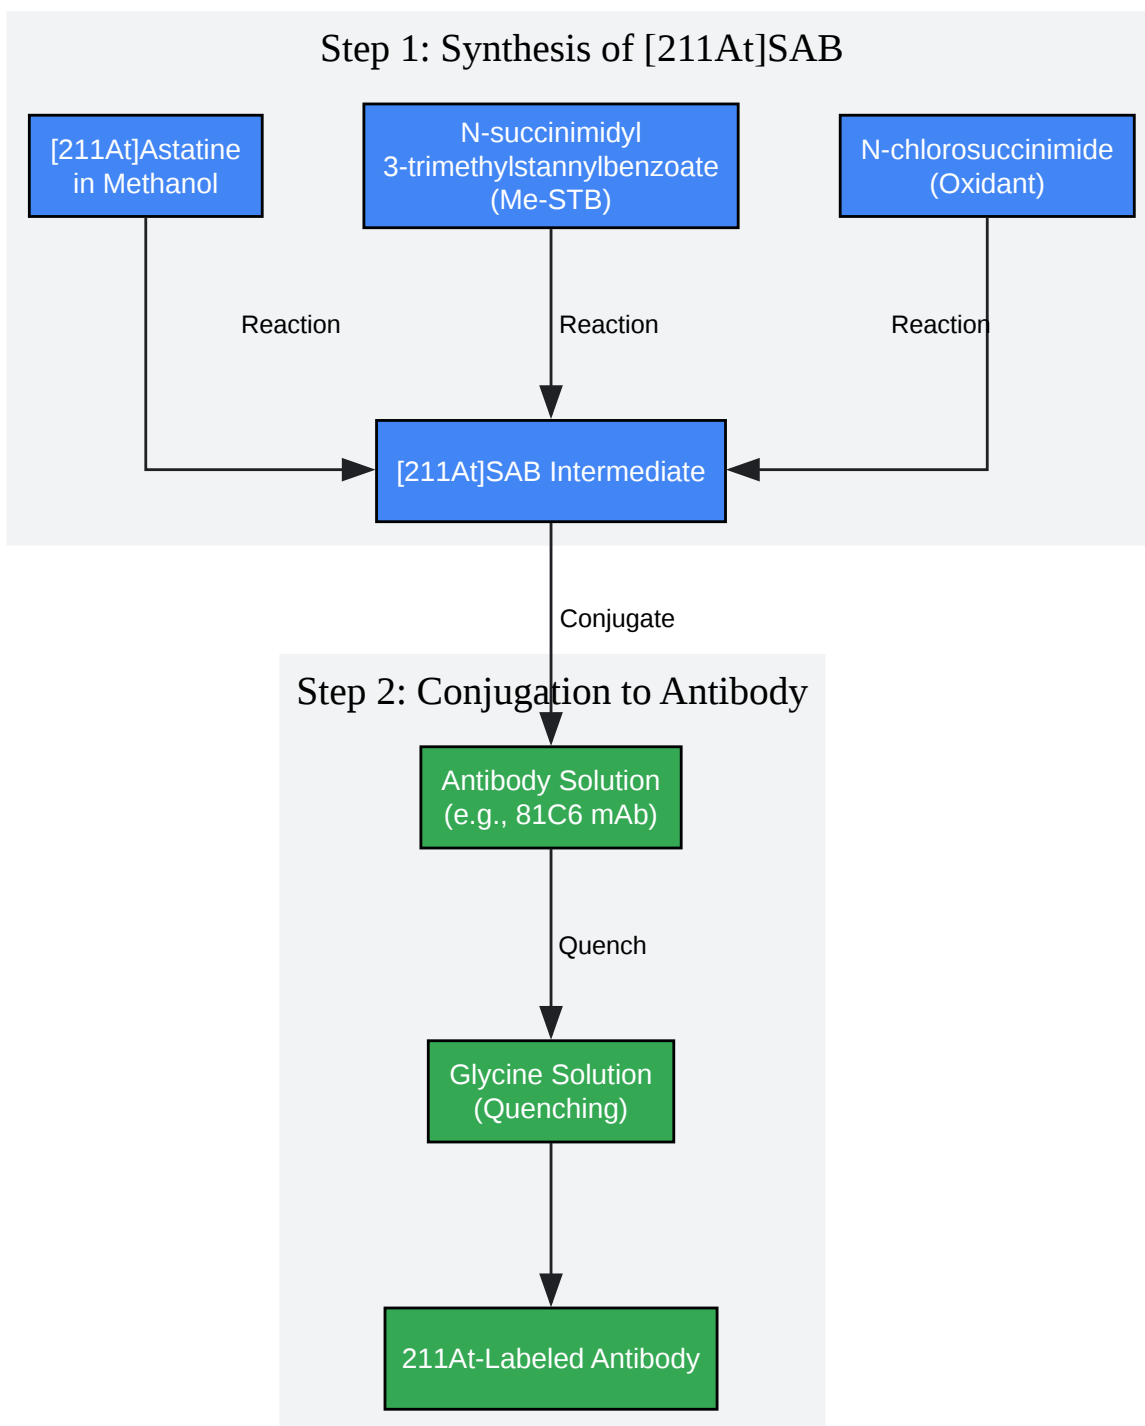 Step 1: Synthesis of [211At]SAB
[211At]Astatine
in Methanol
N-succinimidyl
3-trimethylstannylbenzoate
(Me-STB)
N-chlorosuccinimide
(Oxidant)
Reaction
Reaction
Reaction
[211At]SAB Intermediate
Conjugate
Step 2: Conjugation to Antibody
Antibody Solution
(e.g., 81C6 mAb)
Quench
Glycine Solution
(Quenching)
211At-Labeled Antibody